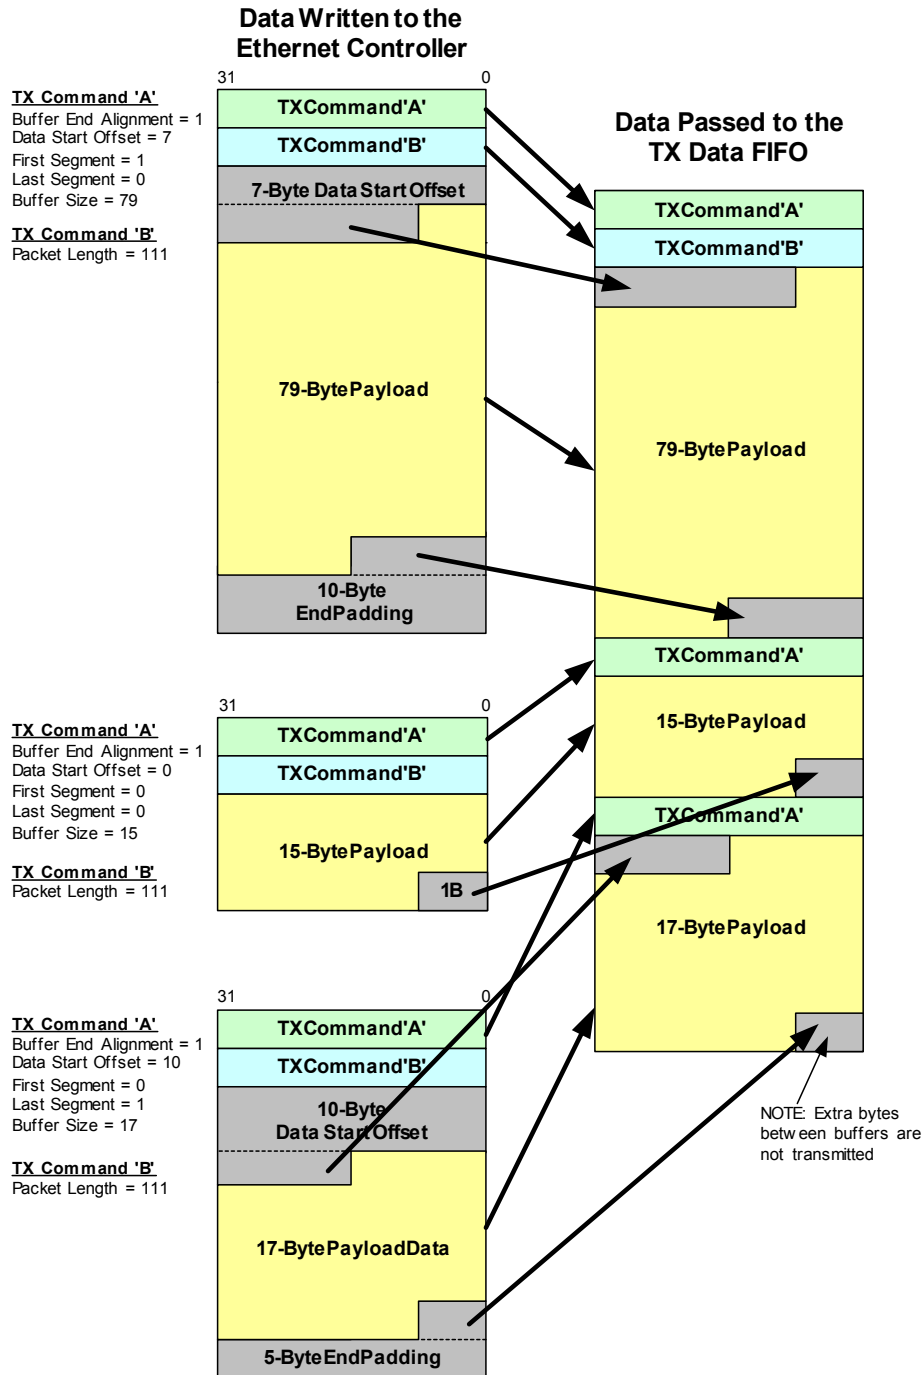 Data Written to the
Ethernet Controller
31 0
TX Command 'A'
Buffer End Alignment = 1
Data Start Offset = 7
First Segment = 1
Last Segment = 0
Buffer Size = 79
TX Command 'B'
Packet Length = 111
TXCommand'A'
TXCommand'B'
7-Byte Data Start Offset
79-BytePayload
10-Byte
EndPadding
Data Passed to the
TX Data FIFO
TXCommand'A'
TXCommand'B'
79-BytePayload
TXCommand'A'
15-BytePayload
TXCommand'A'
17-BytePayload
NOTE: Extra bytes
between buffers are
not transmitted
31 0
TX Command 'A'
Buffer End Alignment = 1
Data Start Offset = 0
First Segment = 0
Last Segment = 0
Buffer Size = 15
TX Command 'B'
Packet Length = 111
TXCommand'A'
TXCommand'B'
15-BytePayload
1B
31 0
TX Command 'A'
Buffer End Alignment = 1
Data Start Offset = 10
First Segment = 0
Last Segment = 1
Buffer Size = 17
TX Command 'B'
Packet Length = 111
TXCommand'A'
TXCommand'B'
10-Byte
Data StartOffset
17-BytePayloadData
5-ByteEndPadding